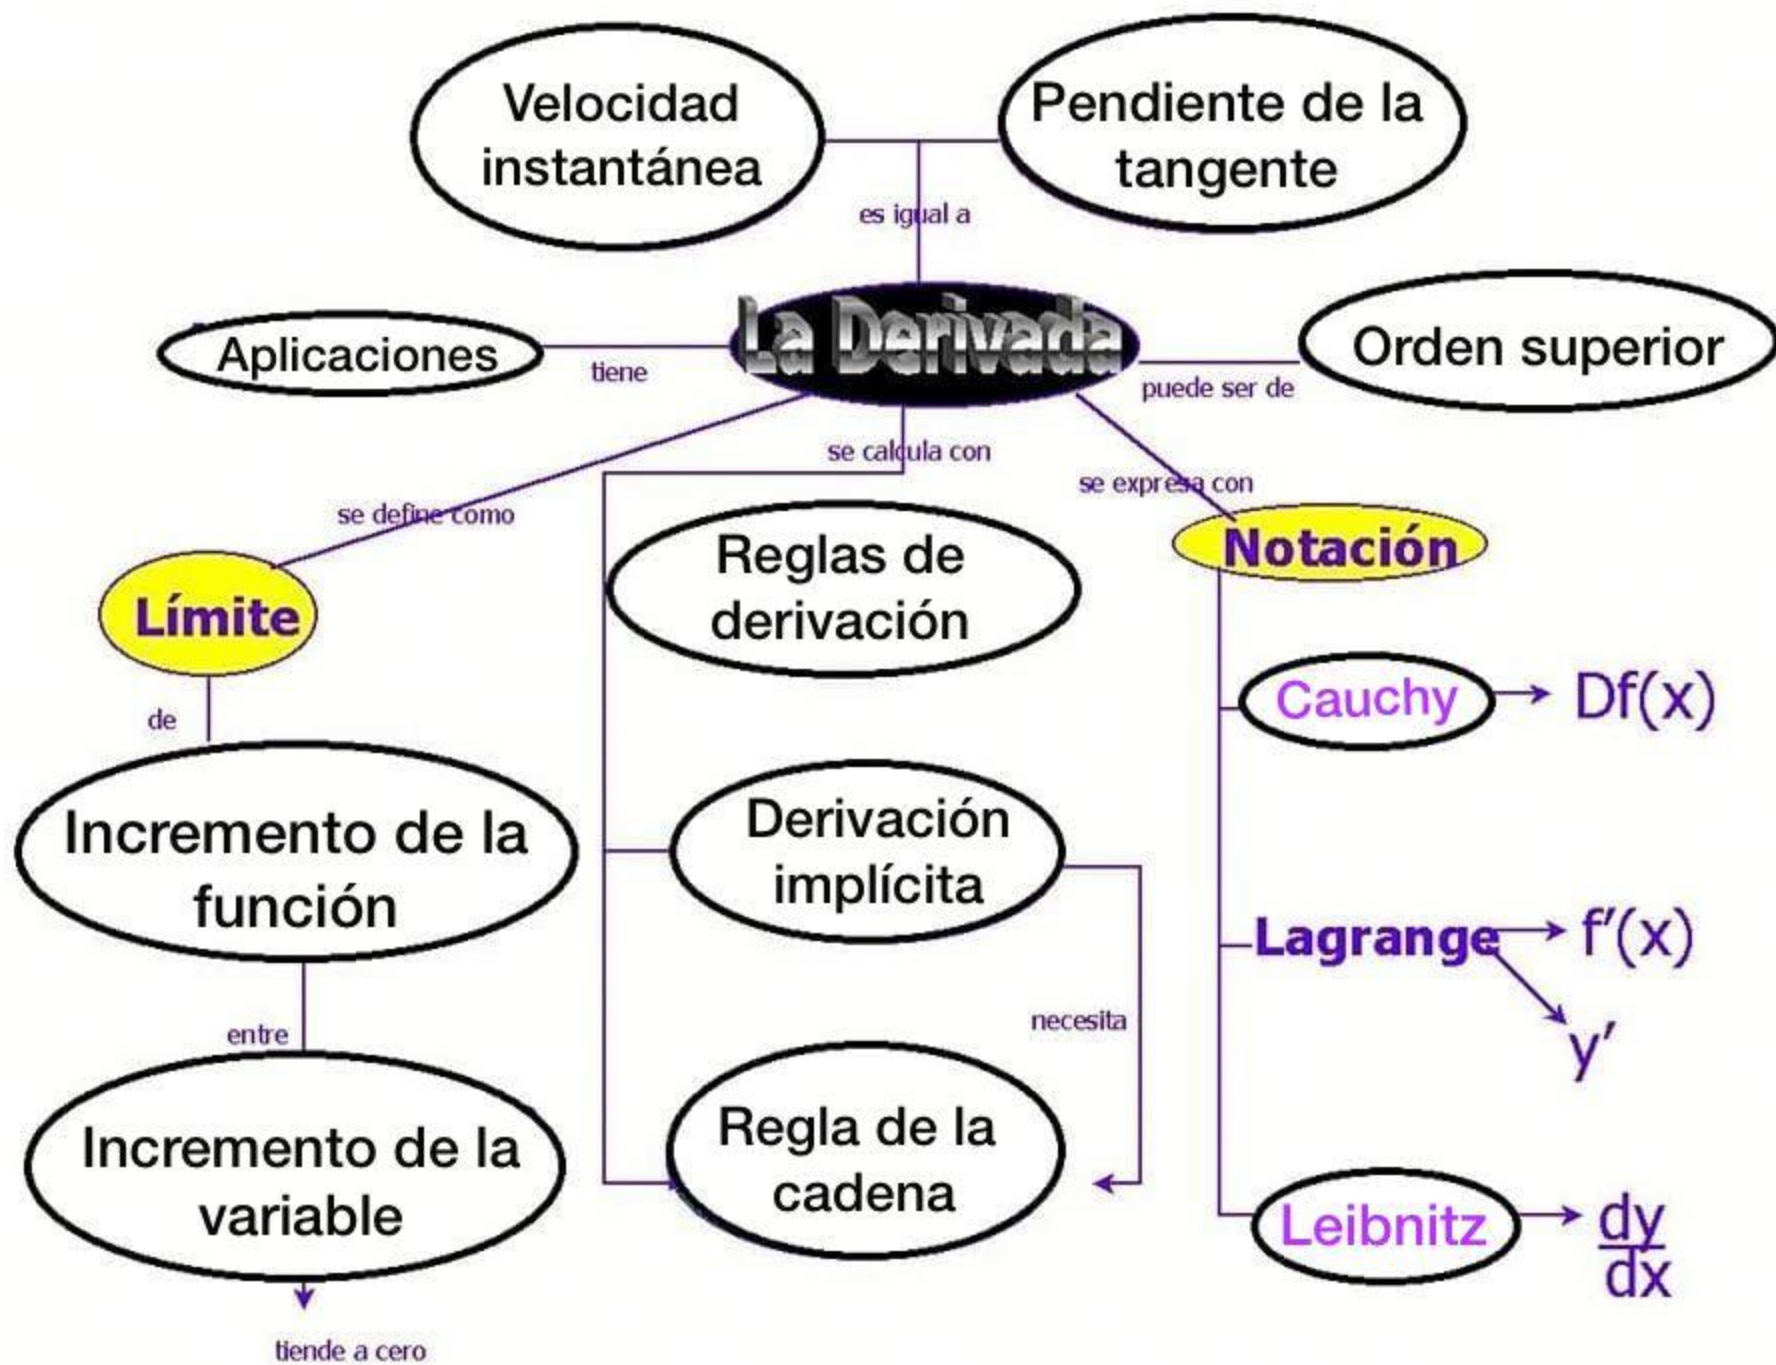 Velocidad
instantánea
Pendiente de la
tangente
es igual a
La Derivada
Aplicaciones
tiene
Orden superior
puede ser de
se calcula con
se expresa con
se define como
Límite
Reglas de
derivación
Notación
de
Cauchy
Df(x)
Incremento de la
función
Derivación
implícita
Lagrange
f'(x)
y'
entre
necesita
Incremento de la
variable
Regla de la
cadena
Leibnitz
dy
dx
tiende a cero